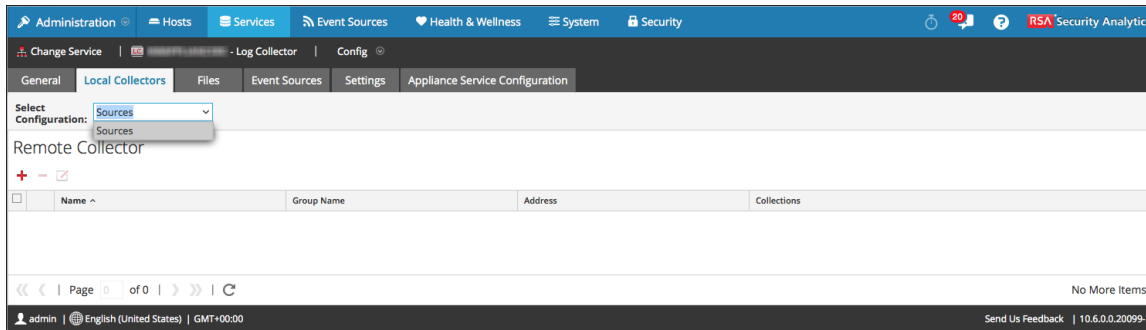 Administration Hosts Services Event Sources Health & Wellness System Security 20 ? RSA Security Analytic
Change Service | LC - Log Collector | Config
General Local Collectors Files Event Sources Settings Appliance Service Configuration
Select Configuration: Sources
Sources
Remote Collector
Name Group Name Address Collections
Page 0 of 0 No More Items
admin | English (United States) | GMT+00:00 Send Us Feedback | 10.6.0.0.20099-